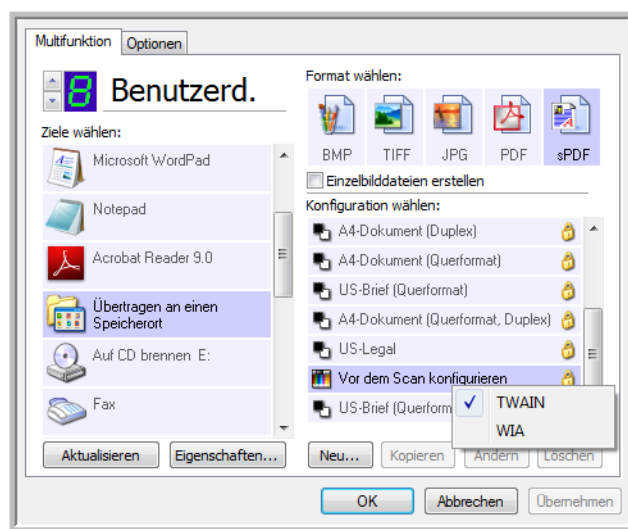 Multifunktion
Optionen
8
Benutzerd.
Ziele wählen:
Microsoft WordPad
Notepad
Acrobat Reader 9.0
Übertragen an einen
Speicherort
Auf CD brennen E:
Fax
Aktualisieren
Eigenschaften...
Format wählen:
BMP
TIFF
JPG
PDF
sPDF
Einzelbilddateien erstellen
Konfiguration wählen:
A4-Dokument (Duplex)
A4-Dokument (Querformat)
US-Brief (Querformat)
A4-Dokument (Querformat, Duplex)
US-Legal
Vor dem Scan konfigurieren
US-Brief (Querform
TWAIN
WIA
Neu...
Kopieren
Ändern
Löschen
OK
Abbrechen
Übernehmen